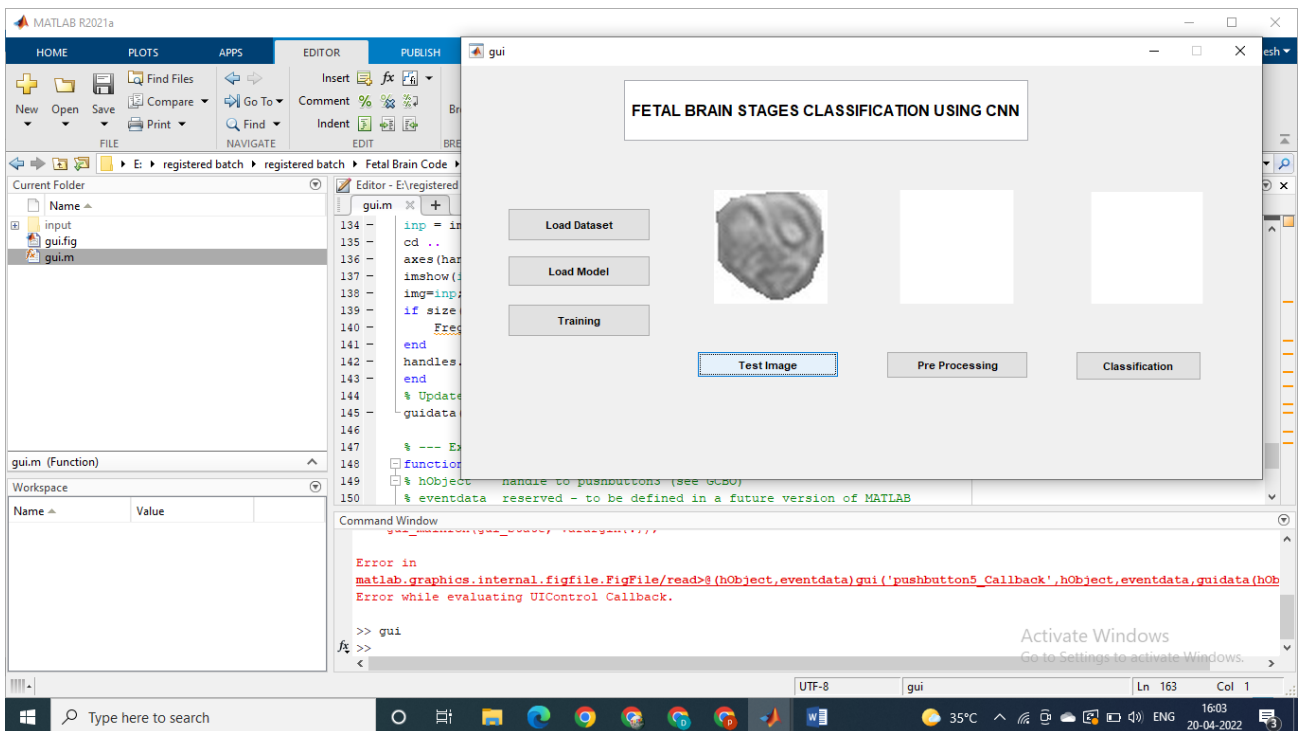 MATLAB R2021a
HOME PLOTS APPS EDITOR PUBLISH
esh
New Open Save
Find Files
Compare
Print
Go To
Find
Insert fx
Comment %
Indent
Br
FILE NAVIGATE EDIT BRE
E: registered batch registered batch Fetal Brain Code
Current Folder
Name
input
gui.fig
gui.m
gui.m (Function)
Workspace
Name Value
Editor - E:\registered
gui.m +
134 - inp = in
135 - cd ..
136 - axes(han
137 - imshow(i
138 - img=inp;
139 - if size(
140 - Freq
141 - end
142 - handles.
143 - end
144 % Update
145 - guidata(
146
147 % --- Ex
148 function
149 % hObject handle to pushbutton3 (see GCBO)
150 % eventdata reserved - to be defined in a future version of MATLAB
gui
FETAL BRAIN STAGES CLASSIFICATION USING CNN
Load Dataset
Load Model
Training
Test Image
Pre Processing
Classification
Command Window
Error in
matlab.graphics.internal.figfile.FigFile/read>@(hObject,eventdata)gui('pushbutton5_Callback',hObject,eventdata,guidata(hOb
Error while evaluating UIControl Callback.
>> gui
fx >>
Activate Windows
Go to Settings to activate Windows.
UTF-8 gui Ln 163 Col 1
Type here to search
35°C ENG
16:03
20-04-2022
3